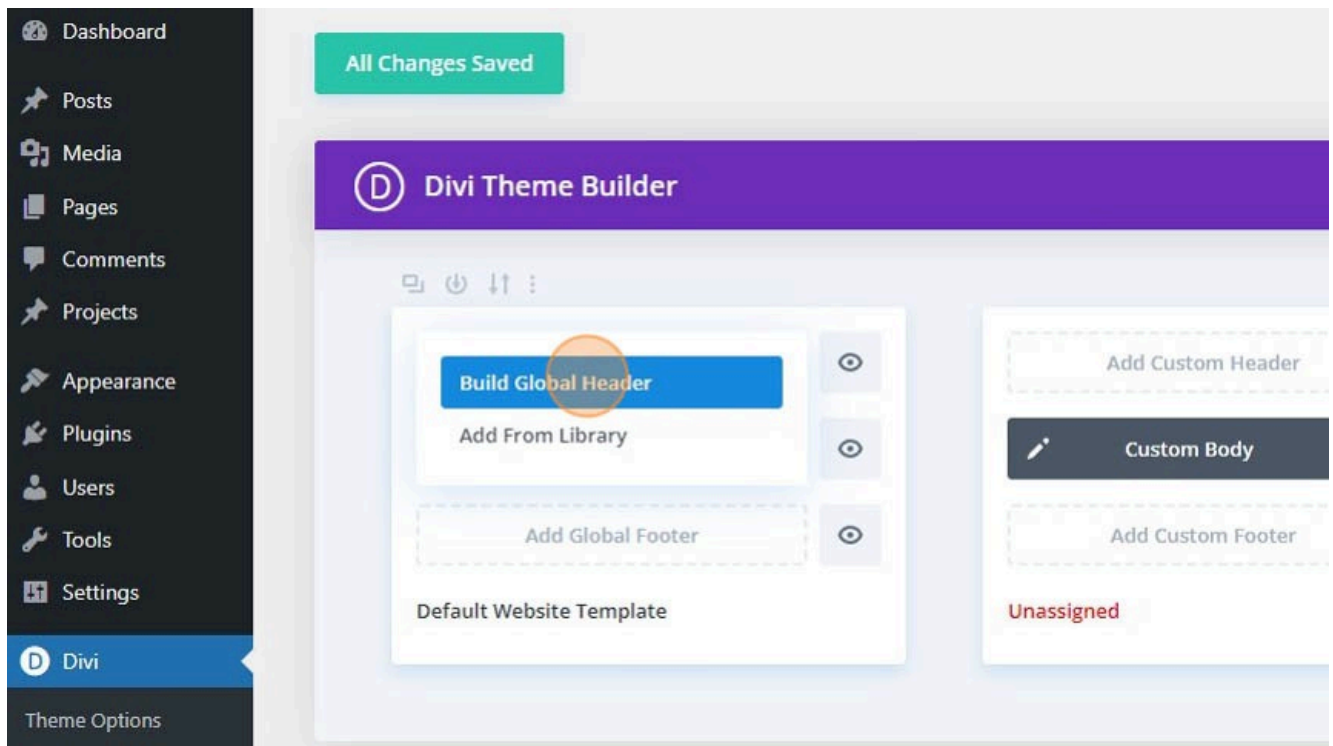 Dashboard
Posts
Media
Pages
Comments
Projects
Appearance
Plugins
Users
Tools
Settings
D Divi
Theme Options
All Changes Saved
D Divi Theme Builder
Build Global Header
Add From Library
Add Global Footer
Default Website Template
Add Custom Header
Custom Body
Add Custom Footer
Unassigned